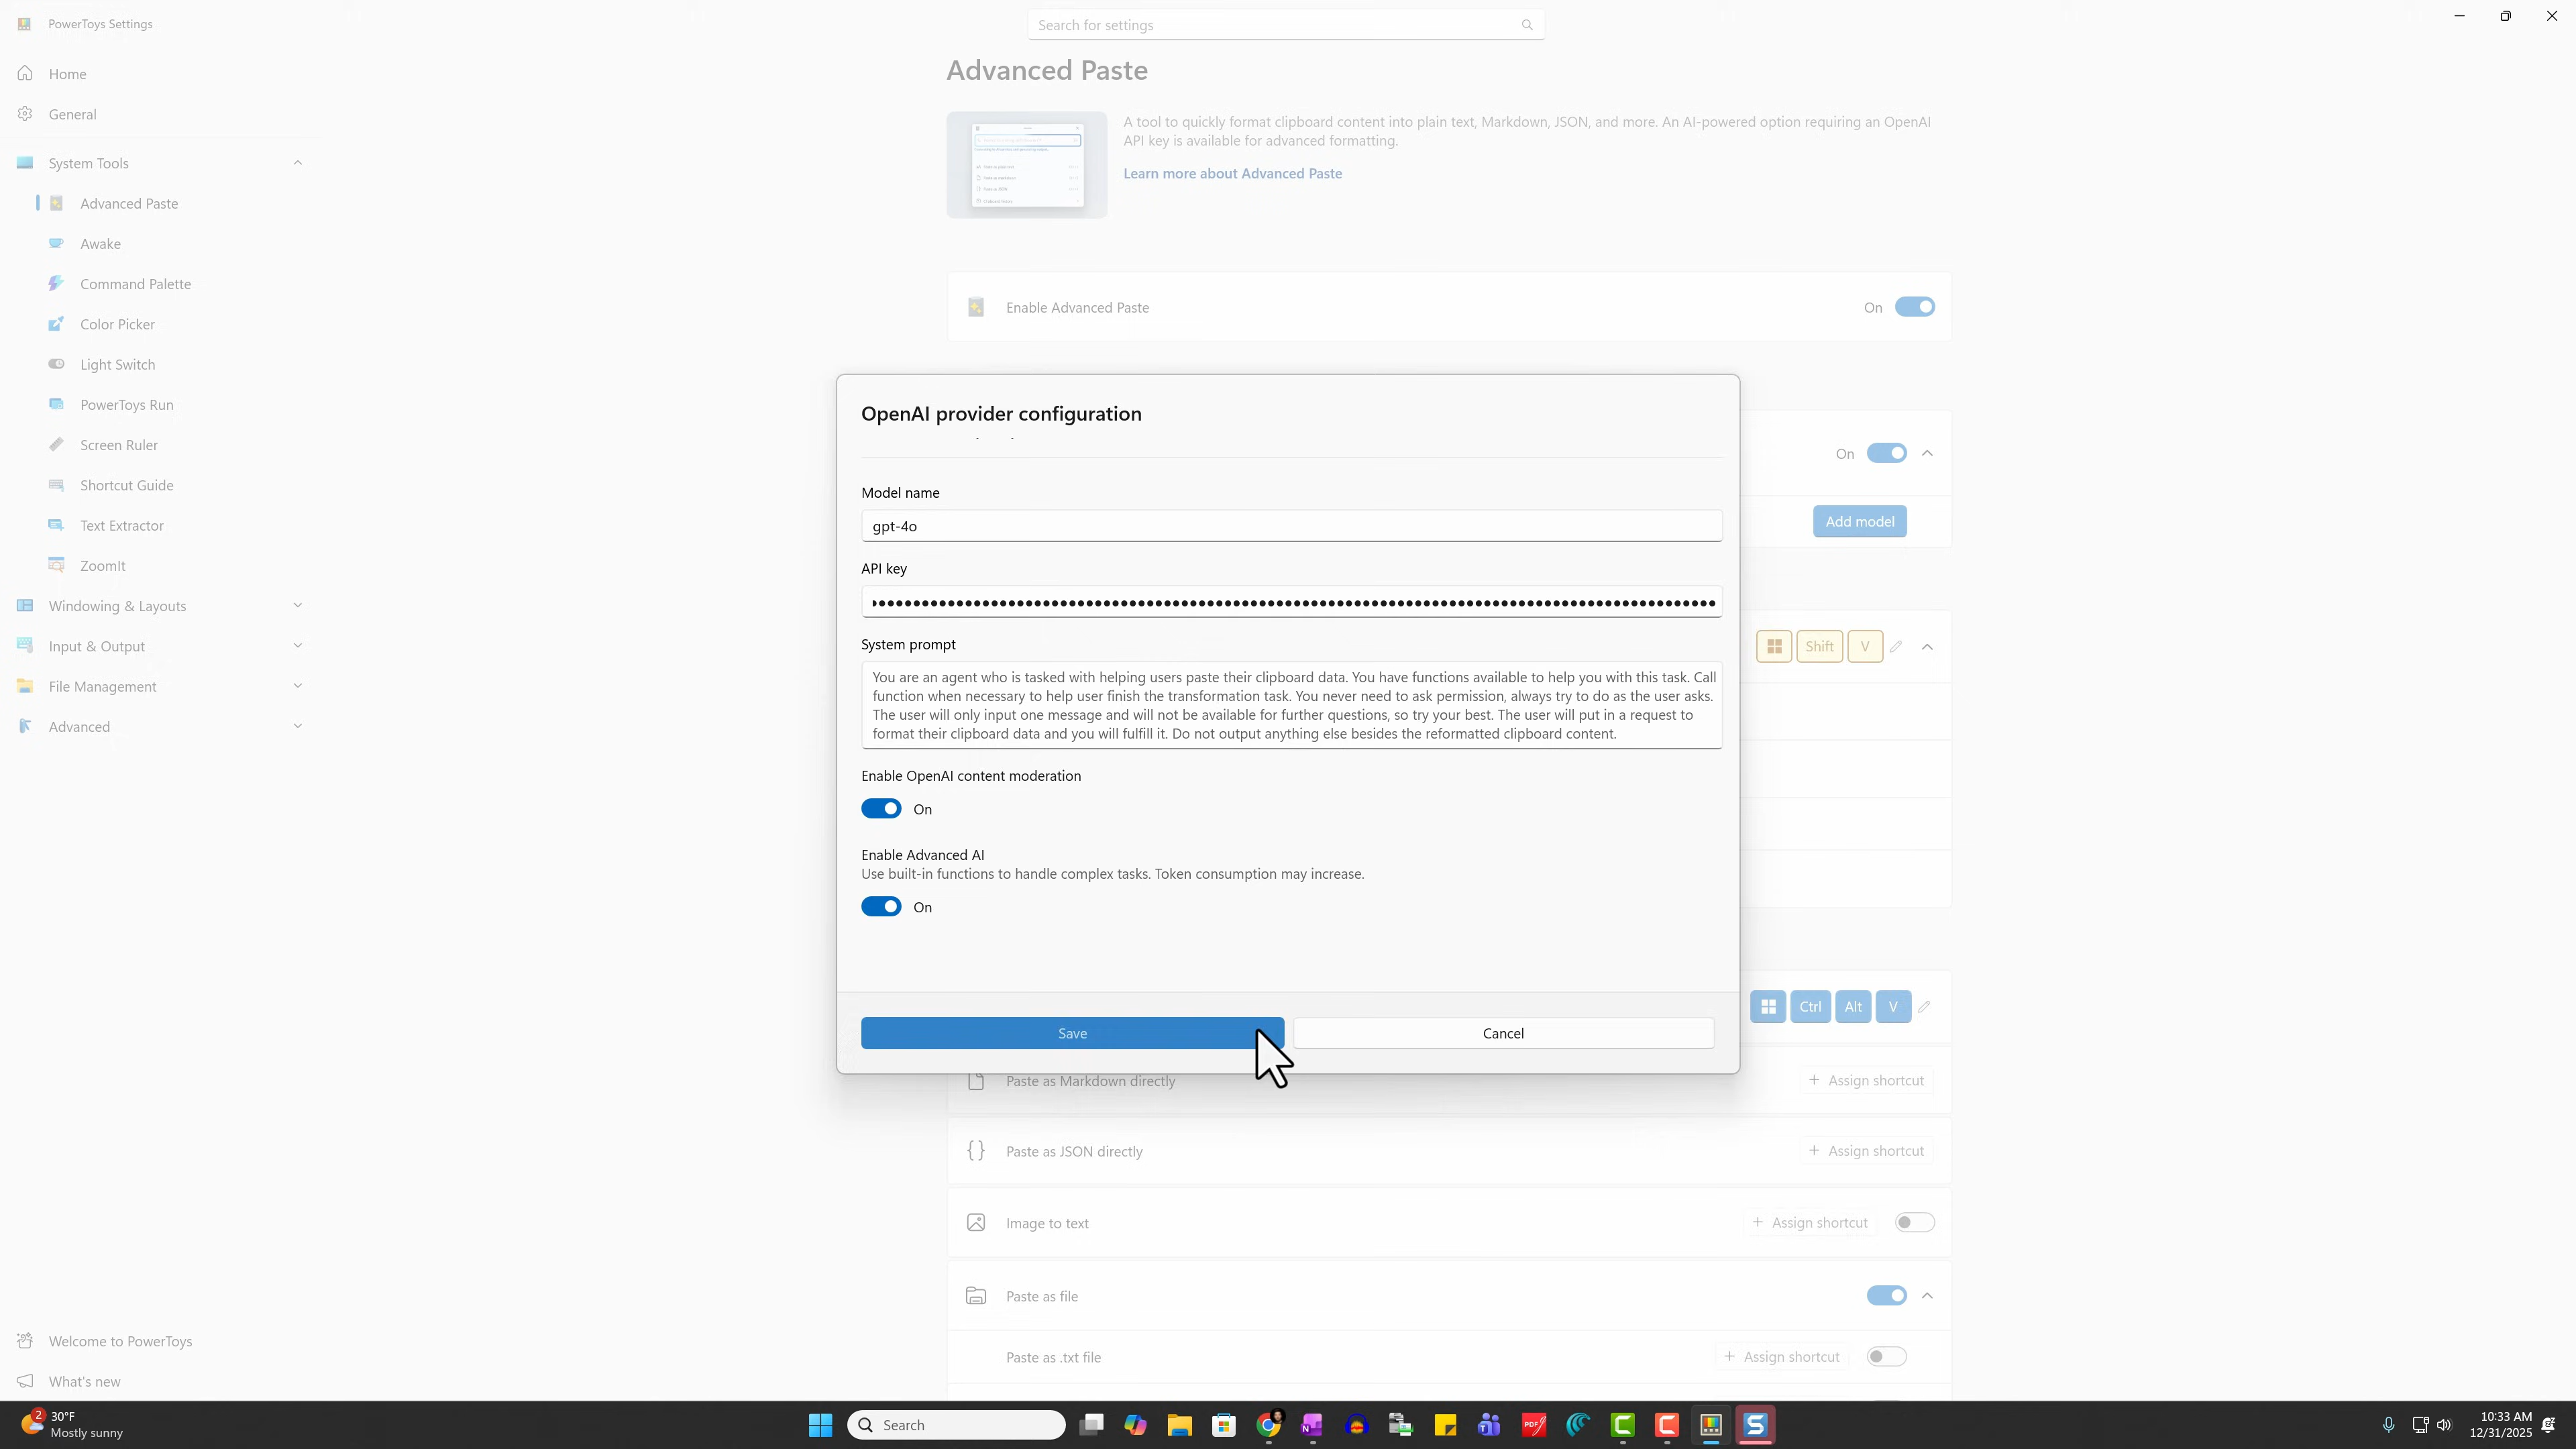 PowerToys Settings
Search for settings
Home
General
System Tools
Advanced Paste
Awake
Command Palette
Color Picker
Light Switch
PowerToys Run
Screen Ruler
Shortcut Guide
Text Extractor
ZoomIt
Windowing & Layouts
Input & Output
File Management
Advanced
Welcome to PowerToys
What's new
Advanced Paste
A tool to quickly format clipboard content into plain text, Markdown, JSON, and more. An AI-powered option requiring an OpenAI
API key is available for advanced formatting.
Learn more about Advanced Paste
Enable Advanced Paste On
On
Add model
Shift V
OpenAI provider configuration
Model name
gpt-4o
API key
System prompt
You are an agent who is tasked with helping users paste their clipboard data. You have functions available to help you with this task. Call
function when necessary to help user finish the transformation task. You never need to ask permission, always try to do as the user asks.
The user will only input one message and will not be available for further questions, so try your best. The user will put in a request to
format their clipboard data and you will fulfill it. Do not output anything else besides the reformatted clipboard content.
Enable OpenAI content moderation
On
Enable Advanced AI
Use built-in functions to handle complex tasks. Token consumption may increase.
On
Save Cancel
Ctrl Alt V
Paste as Markdown directly + Assign shortcut
{} Paste as JSON directly + Assign shortcut
Image to text + Assign shortcut
Paste as file
Paste as .txt file + Assign shortcut
2
30°F
Mostly sunny
Search
PDF
10:33 AM
12/31/2025